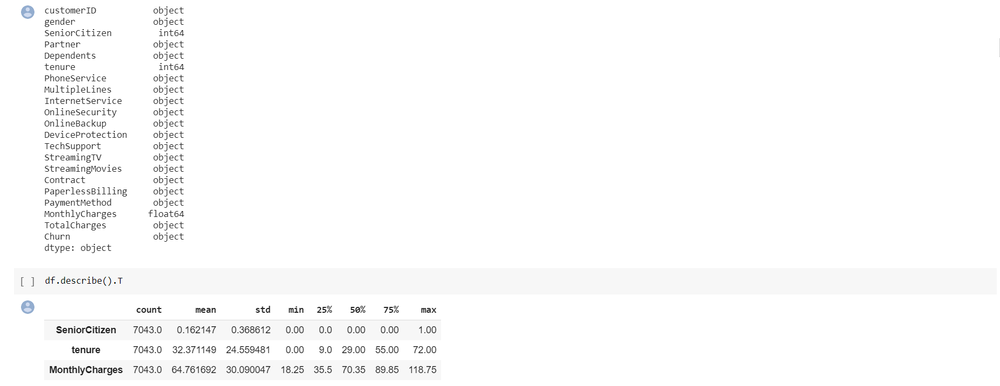 customerID object
gender object
SeniorCitizen int64
Partner object
Dependents object
tenure int64
PhoneService object
MultipleLines object
InternetService object
OnlineSecurity object
OnlineBackup object
DeviceProtection object
TechSupport object
StreamingTV object
StreamingMovies object
Contract object
PaperlessBilling object
PaymentMethod object
MonthlyCharges float64
TotalCharges object
Churn object
dtype: object
[ ] df.describe().T
count mean std min 25% 50% 75% max
SeniorCitizen 7043.0 0.162147 0.368612 0.00 0.0 0.00 0.00 1.00
tenure 7043.0 32.371149 24.559481 0.00 9.0 29.00 55.00 72.00
MonthlyCharges 7043.0 64.761692 30.090047 18.25 35.5 70.35 89.85 118.75